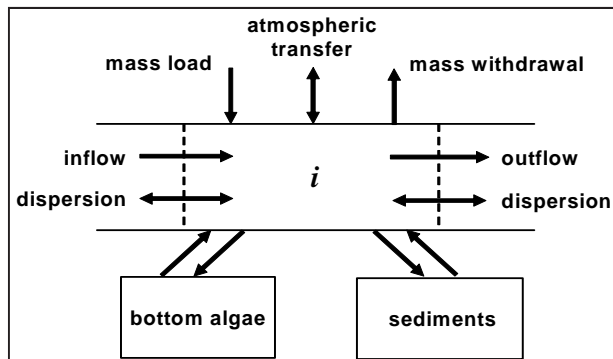 atmospheric
transfer
mass load
mass withdrawal
inflow
outflow
i
dispersion
dispersion
bottom algae
sediments